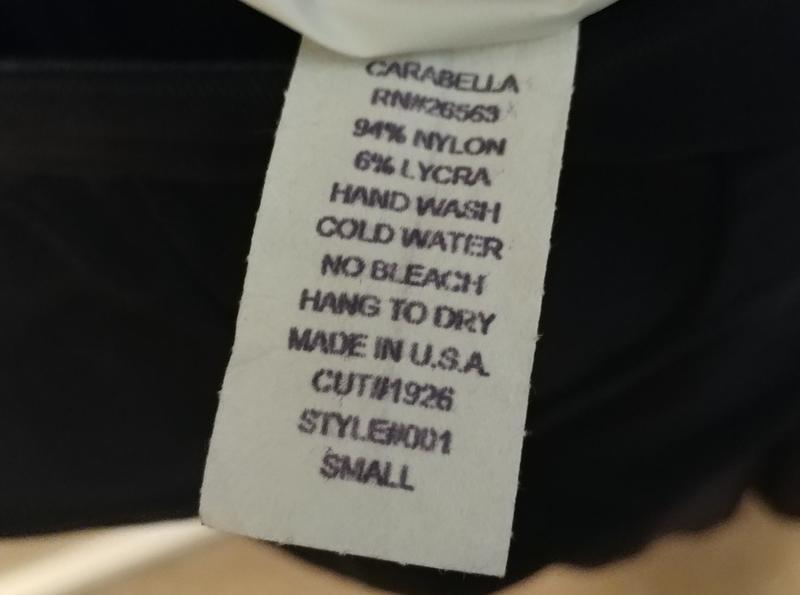 CARABELLA
RN#26563
94% NYLON
6% LYCRA
HAND WASH
COLD WATER
NO BLEACH
HANG TO DRY
MADE IN U.S.A.
CUT#1926
STYLE#001
SMALL